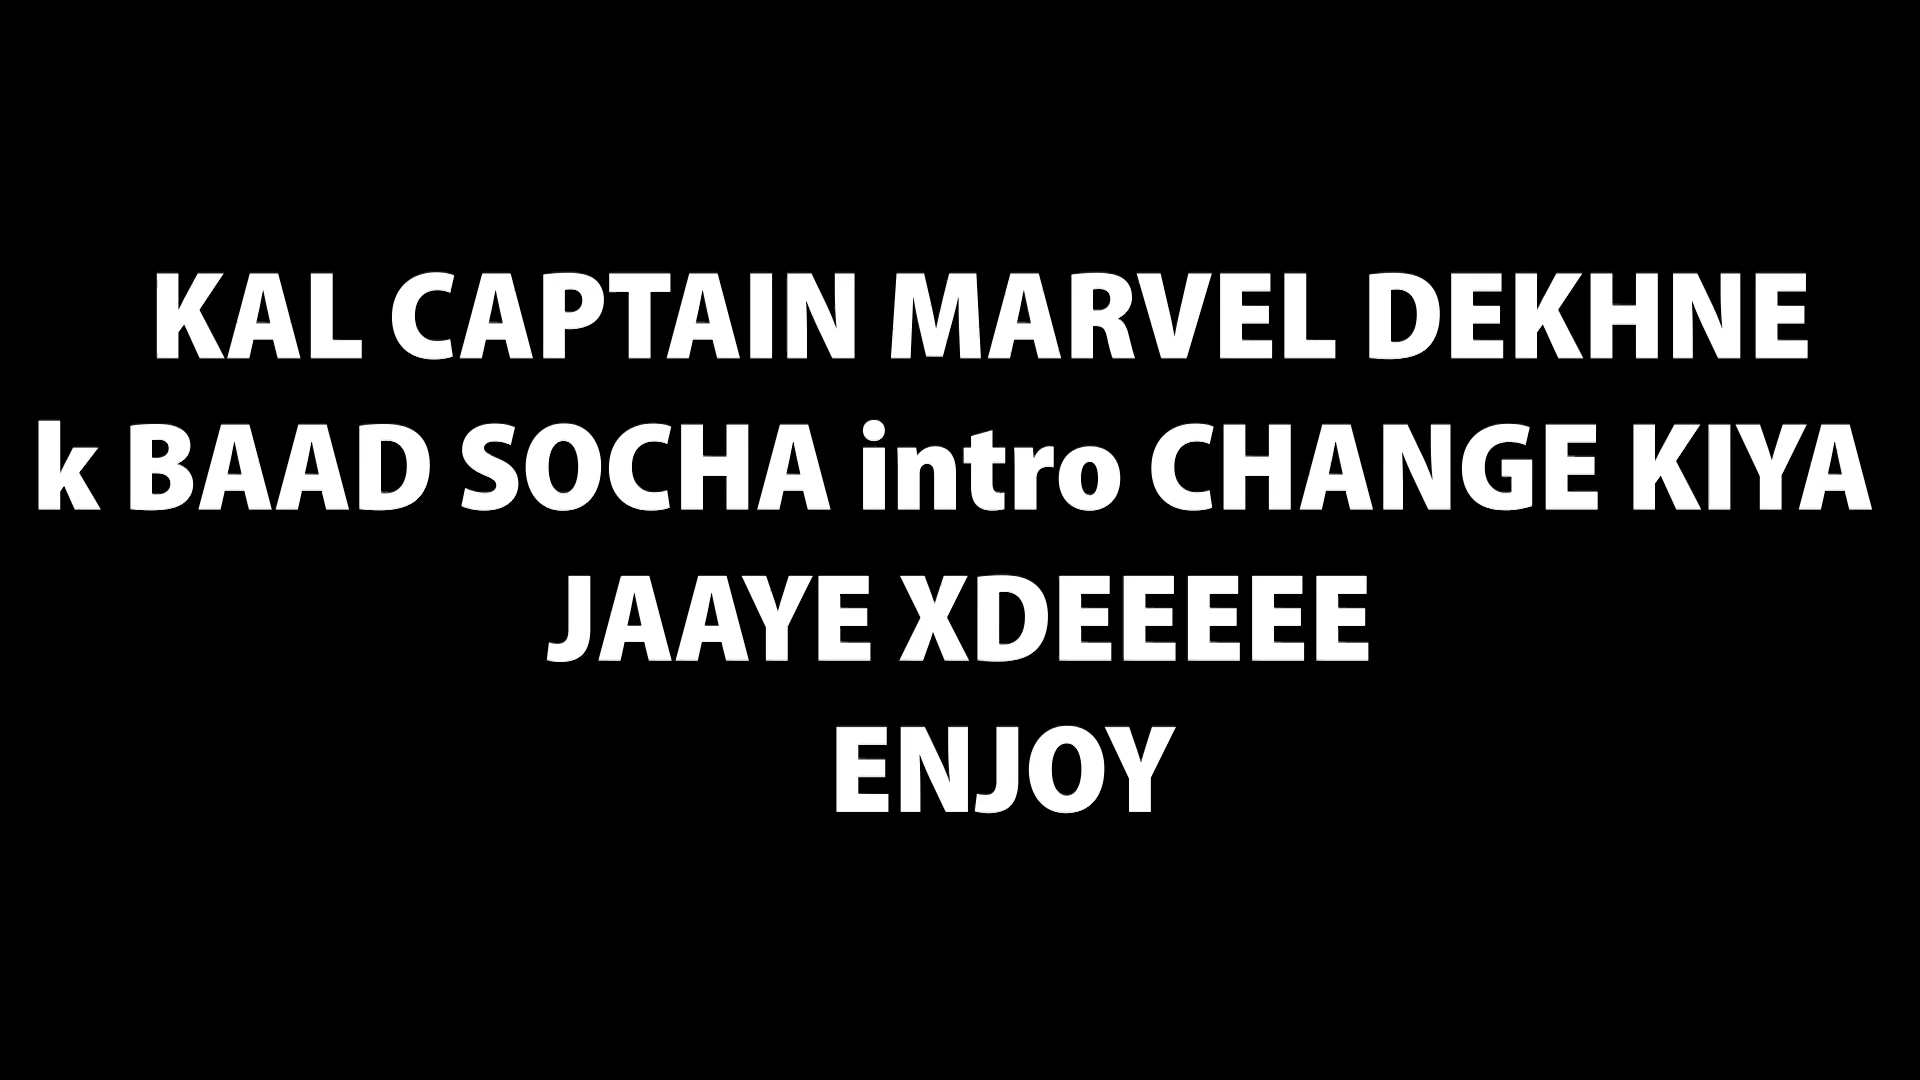 KAL CAPTAIN MARVEL DEKHNE
k BAAD SOCHA intro CHANGE KIYA
JAAYE XDEEEEE
ENJOY